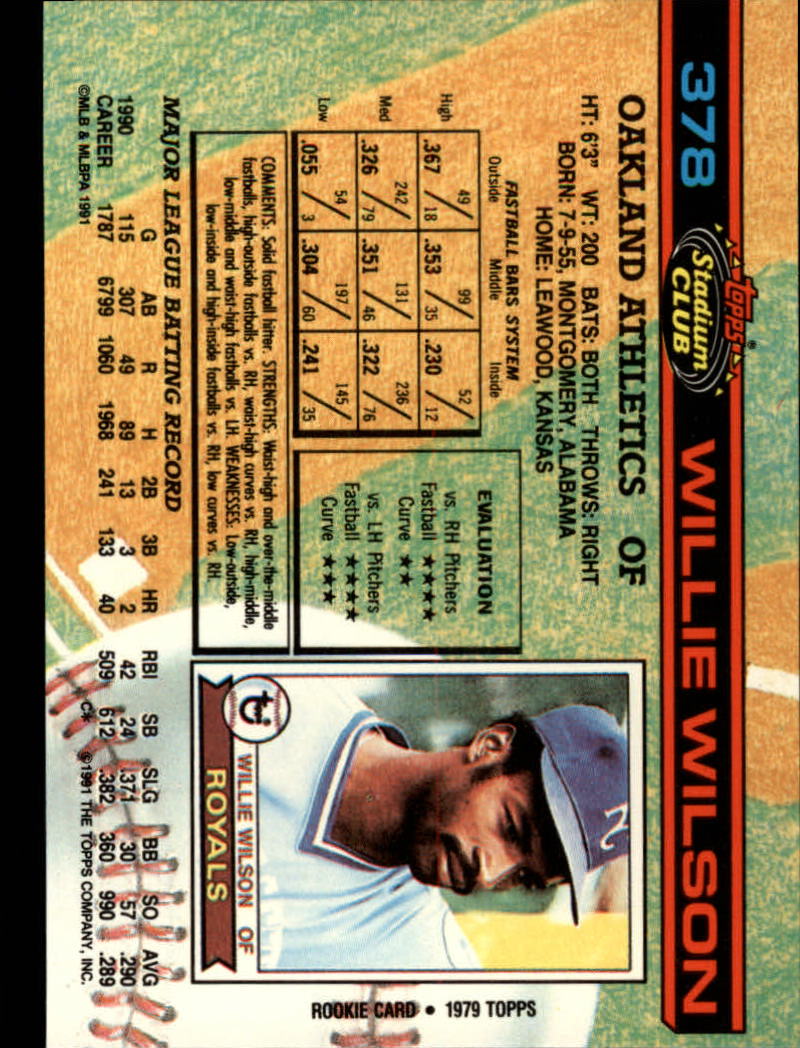 378
topps®
Stadium
CLUB
WILLIE WILSON
OAKLAND ATHLETICS OF
HT: 6'3" WT: 200 BATS: BOTH THROWS: RIGHT
BORN: 7-9-55, MONTGOMERY, ALABAMA
HOME: LEAWOOD, KANSAS
FASTBALL BARS SYSTEM
Outside Middle Inside
High .367 49/18 .353 99/35 .230 52/12
Med .326 242/79 .351 131/46 .322 236/76
Low .055 54/3 .304 197/60 .241 145/35
EVALUATION
vs. RH Pitchers
Fastball ★★★★
Curve ★★
vs. LH Pitchers
Fastball ★★★★
Curve ★★★
COMMENTS: Solid fastball hitter. STRENGTHS: Waist-high and over-the-middle
fastballs, high-outside fastballs vs. RH, waist-high curves vs. RH, high-middle,
low-middle and waist-high fastballs vs. LH. WEAKNESSES: Low-outside,
low-inside and high-inside fastballs vs. RH, low curves vs. RH.
WILLIE WILSON OF
ROYALS
ROOKIE CARD • 1979 TOPPS
MAJOR LEAGUE BATTING RECORD
G AB R H 2B 3B HR RBI SB SLG BB SO AVG
1990 115 307 49 89 13 3 2 42 24 .371 30 57 .290
CAREER 1787 6799 1060 1968 241 133 40 509 612 .382 360 990 .289
©MLB & MLBPA 1991
C* ©1991 THE TOPPS COMPANY, INC.